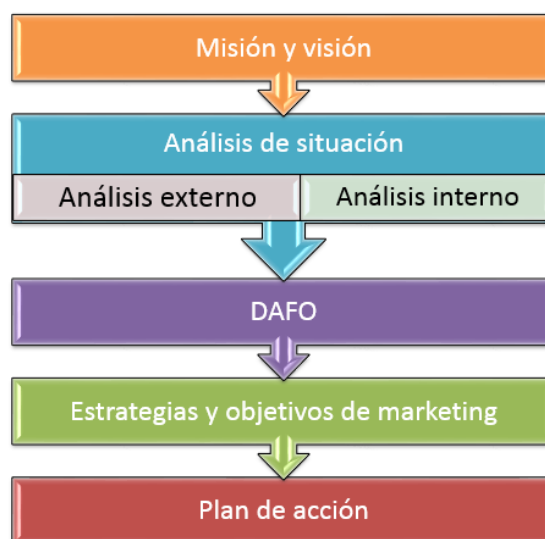 Misión y visión
Análisis de situación
Análisis externo
Análisis interno
DAFO
Estrategias y objetivos de marketing
Plan de acción